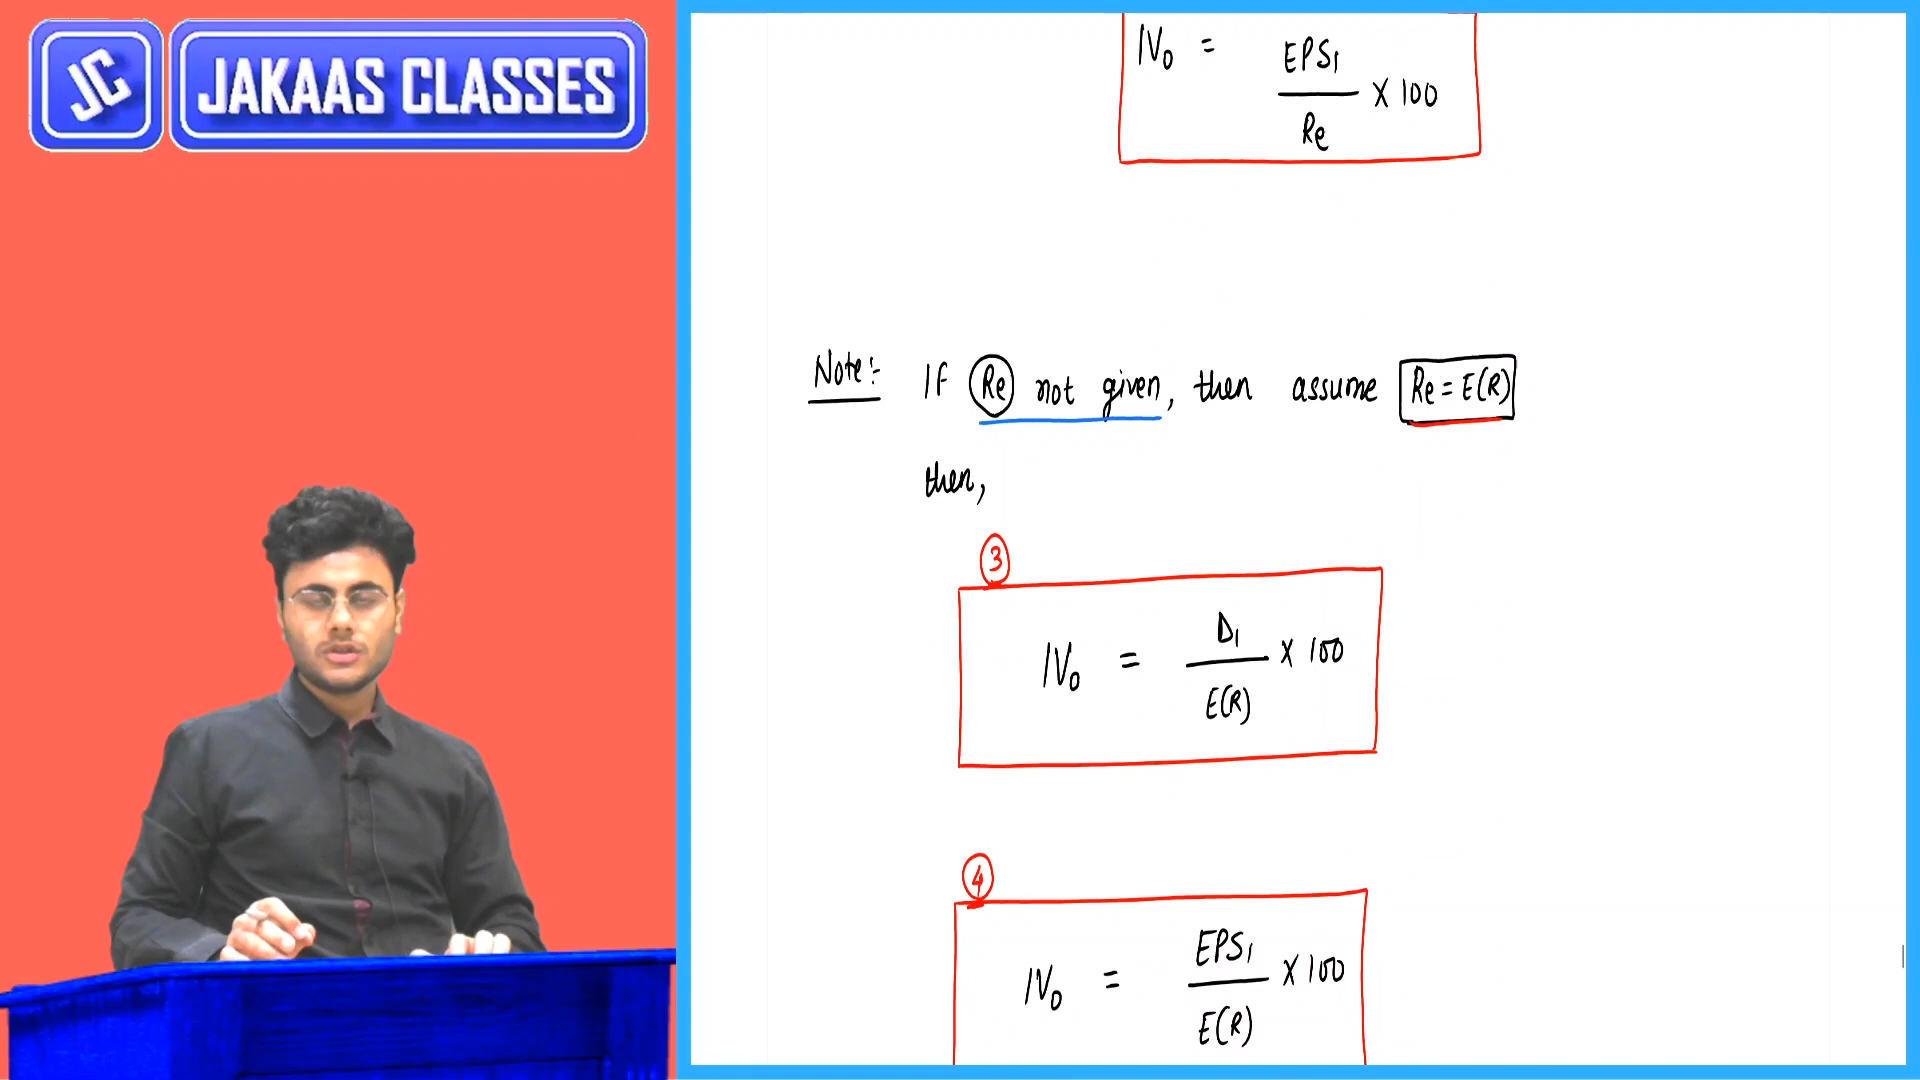 JC JAKAAS CLASSES
IV₀ = EPS₁ / Re X 100
Note:- If Re not given, then assume Re = E(R)
then,
3
IV₀ = D₁ / E(R) X 100
4
IV₀ = EPS₁ / E(R) X 100